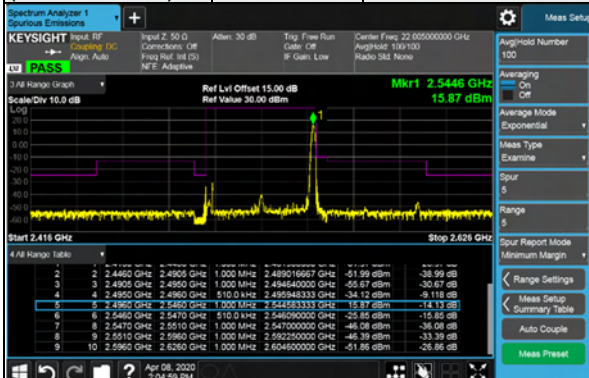 Spectrum Analyzer 1
Spurious Emissions
Meas Setup
KEYSIGHT Input: RF Input Z: 50 Ω Atten: 30 dB Trig: Free Run Center Freq: 22.005000000 GHz
Coupling: DC Corrections: Off Gate: Off Avg|Hold: 100/100
Align: Auto Freq Ref: Int (S) IF Gain: Low Radio Std: None
NFE: Adaptive
LXI PASS
3 All Range Graph
Ref Lvl Offset 15.00 dB
Mkr1 2.5446 GHz
Scale/Div 10.0 dB
Ref Value 30.00 dBm
15.87 dBm
Log
20.0
10.0
0.00
-10.0
-20.0
-30.0
-40.0
-50.0
-60.0
1
Start 2.415 GHz
Stop 2.625 GHz
4 All Range Table
2 2 2.4460 GHz 2.4905 GHz 1.000 MHz 2.489016667 GHz -51.99 dBm -38.99 dB
3 3 2.4905 GHz 2.4950 GHz 1.000 MHz 2.494640000 GHz -55.67 dBm -30.67 dB
4 4 2.4950 GHz 2.4960 GHz 510.0 kHz 2.495948333 GHz -34.12 dBm -9.118 dB
5 5 2.4960 GHz 2.5460 GHz 1.000 MHz 2.544583333 GHz 15.87 dBm -14.13 dB
6 6 2.5460 GHz 2.5470 GHz 510.0 kHz 2.546090000 GHz -25.85 dBm -15.85 dB
7 8 2.5470 GHz 2.5510 GHz 1.000 MHz 2.547000000 GHz -46.08 dBm -36.08 dB
8 9 2.5510 GHz 2.5960 GHz 1.000 MHz 2.592250000 GHz -46.39 dBm -33.39 dB
9 10 2.5960 GHz 2.6260 GHz 1.000 MHz 2.604600000 GHz -51.86 dBm -26.86 dB
Avg|Hold Number
100
Averaging
On
Off
Average Mode
Exponential
Meas Type
Examine
Spur
5
Range
5
Spur Report Mode
Minimum Margin
Range Settings
Meas Setup
Summary Table
Auto Couple
Meas Preset
?
Apr 08, 2020
2:04:59 PM